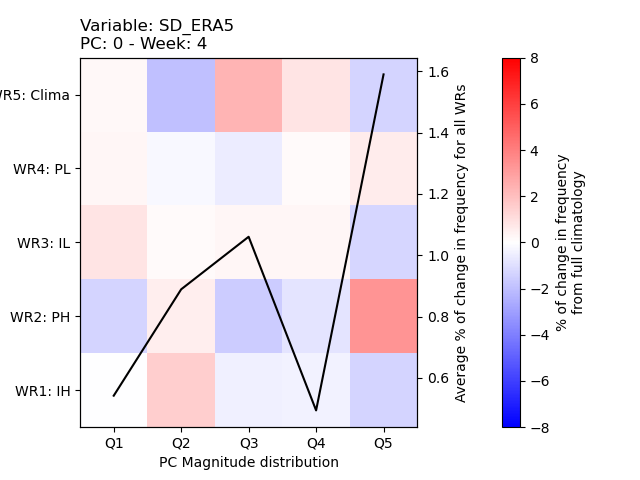 Variable: SD_ERA5
PC: 0 - Week: 4
WR5: Clima
WR4: PL
WR3: IL
WR2: PH
WR1: IH
Q1 Q2 Q3 Q4 Q5
PC Magnitude distribution
1.6
1.4
1.2
1.0
0.8
0.6
Average % of change in frequency for all WRs
8
6
4
2
0
−2
−4
−6
−8
% of change in frequency
from full climatology